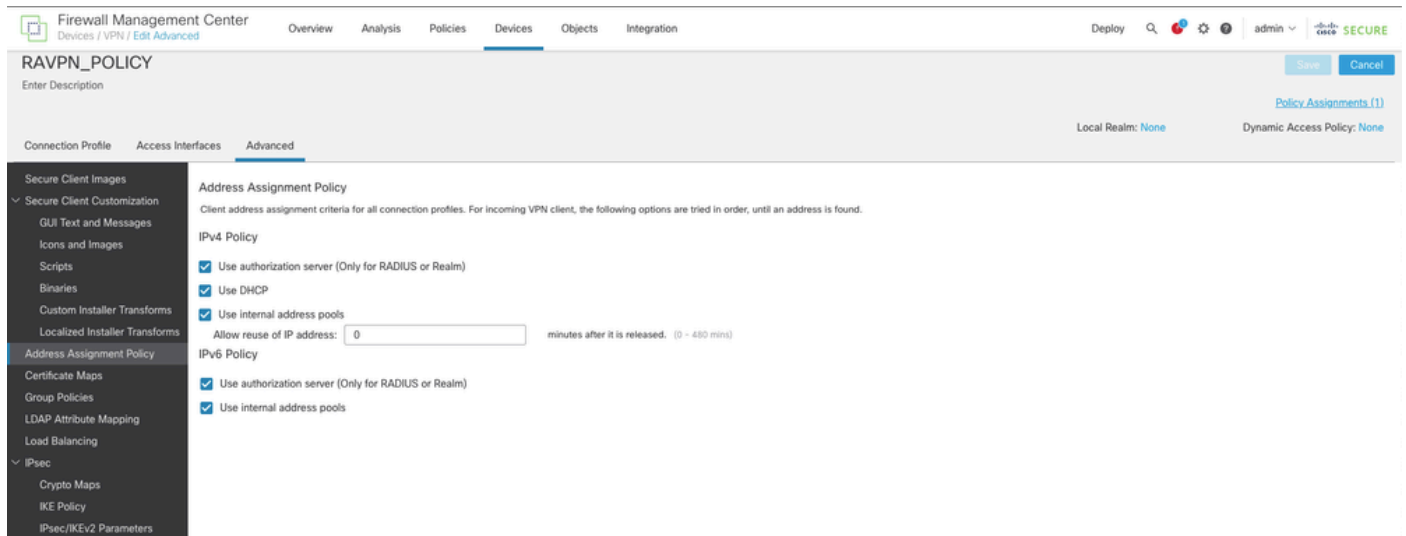 Firewall Management Center
Devices / VPN / Edit Advanced
Overview Analysis Policies Devices Objects Integration
Deploy admin CISCO SECURE
RAVPN_POLICY
Save Cancel
Enter Description
Policy Assignments (1)
Local Realm: None Dynamic Access Policy: None
Connection Profile Access Interfaces Advanced
Secure Client Images
Secure Client Customization
GUI Text and Messages
Icons and Images
Scripts
Binaries
Custom Installer Transforms
Localized Installer Transforms
Address Assignment Policy
Certificate Maps
Group Policies
LDAP Attribute Mapping
Load Balancing
IPsec
Crypto Maps
IKE Policy
IPsec/IKEv2 Parameters
Address Assignment Policy
Client address assignment criteria for all connection profiles. For incoming VPN client, the following options are tried in order, until an address is found.
IPv4 Policy
Use authorization server (Only for RADIUS or Realm)
Use DHCP
Use internal address pools
Allow reuse of IP address: 0 minutes after it is released. (0 - 480 mins)
IPv6 Policy
Use authorization server (Only for RADIUS or Realm)
Use internal address pools